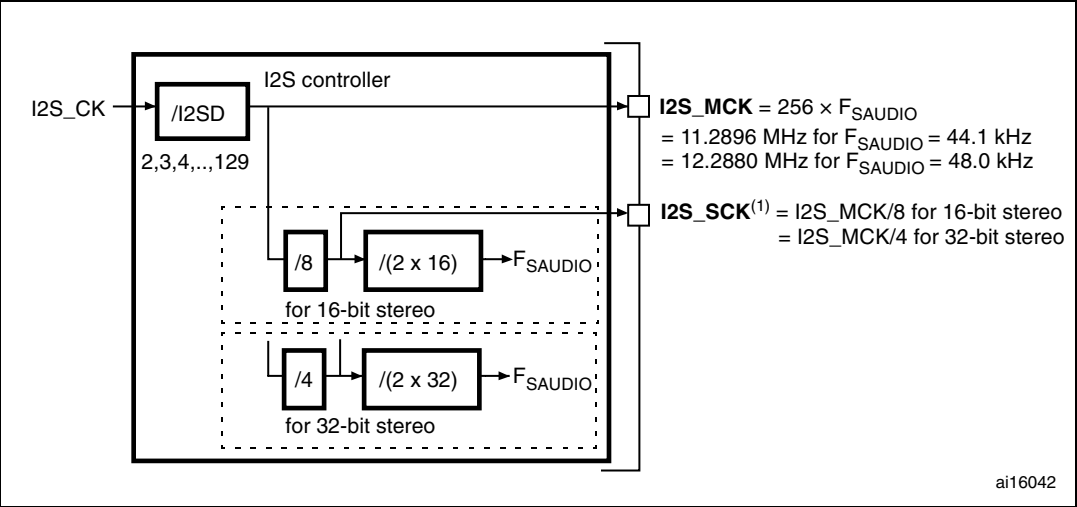 I2S controller
I2S_CK
/I2SD
2,3,4,..,129
I2S_MCK = 256 × FSAUDIO
= 11.2896 MHz for FSAUDIO = 44.1 kHz
= 12.2880 MHz for FSAUDIO = 48.0 kHz
I2S_SCK(1) = I2S_MCK/8 for 16-bit stereo
= I2S_MCK/4 for 32-bit stereo
/8
/(2 x 16)
FSAUDIO
for 16-bit stereo
/4
/(2 x 32)
FSAUDIO
for 32-bit stereo
ai16042